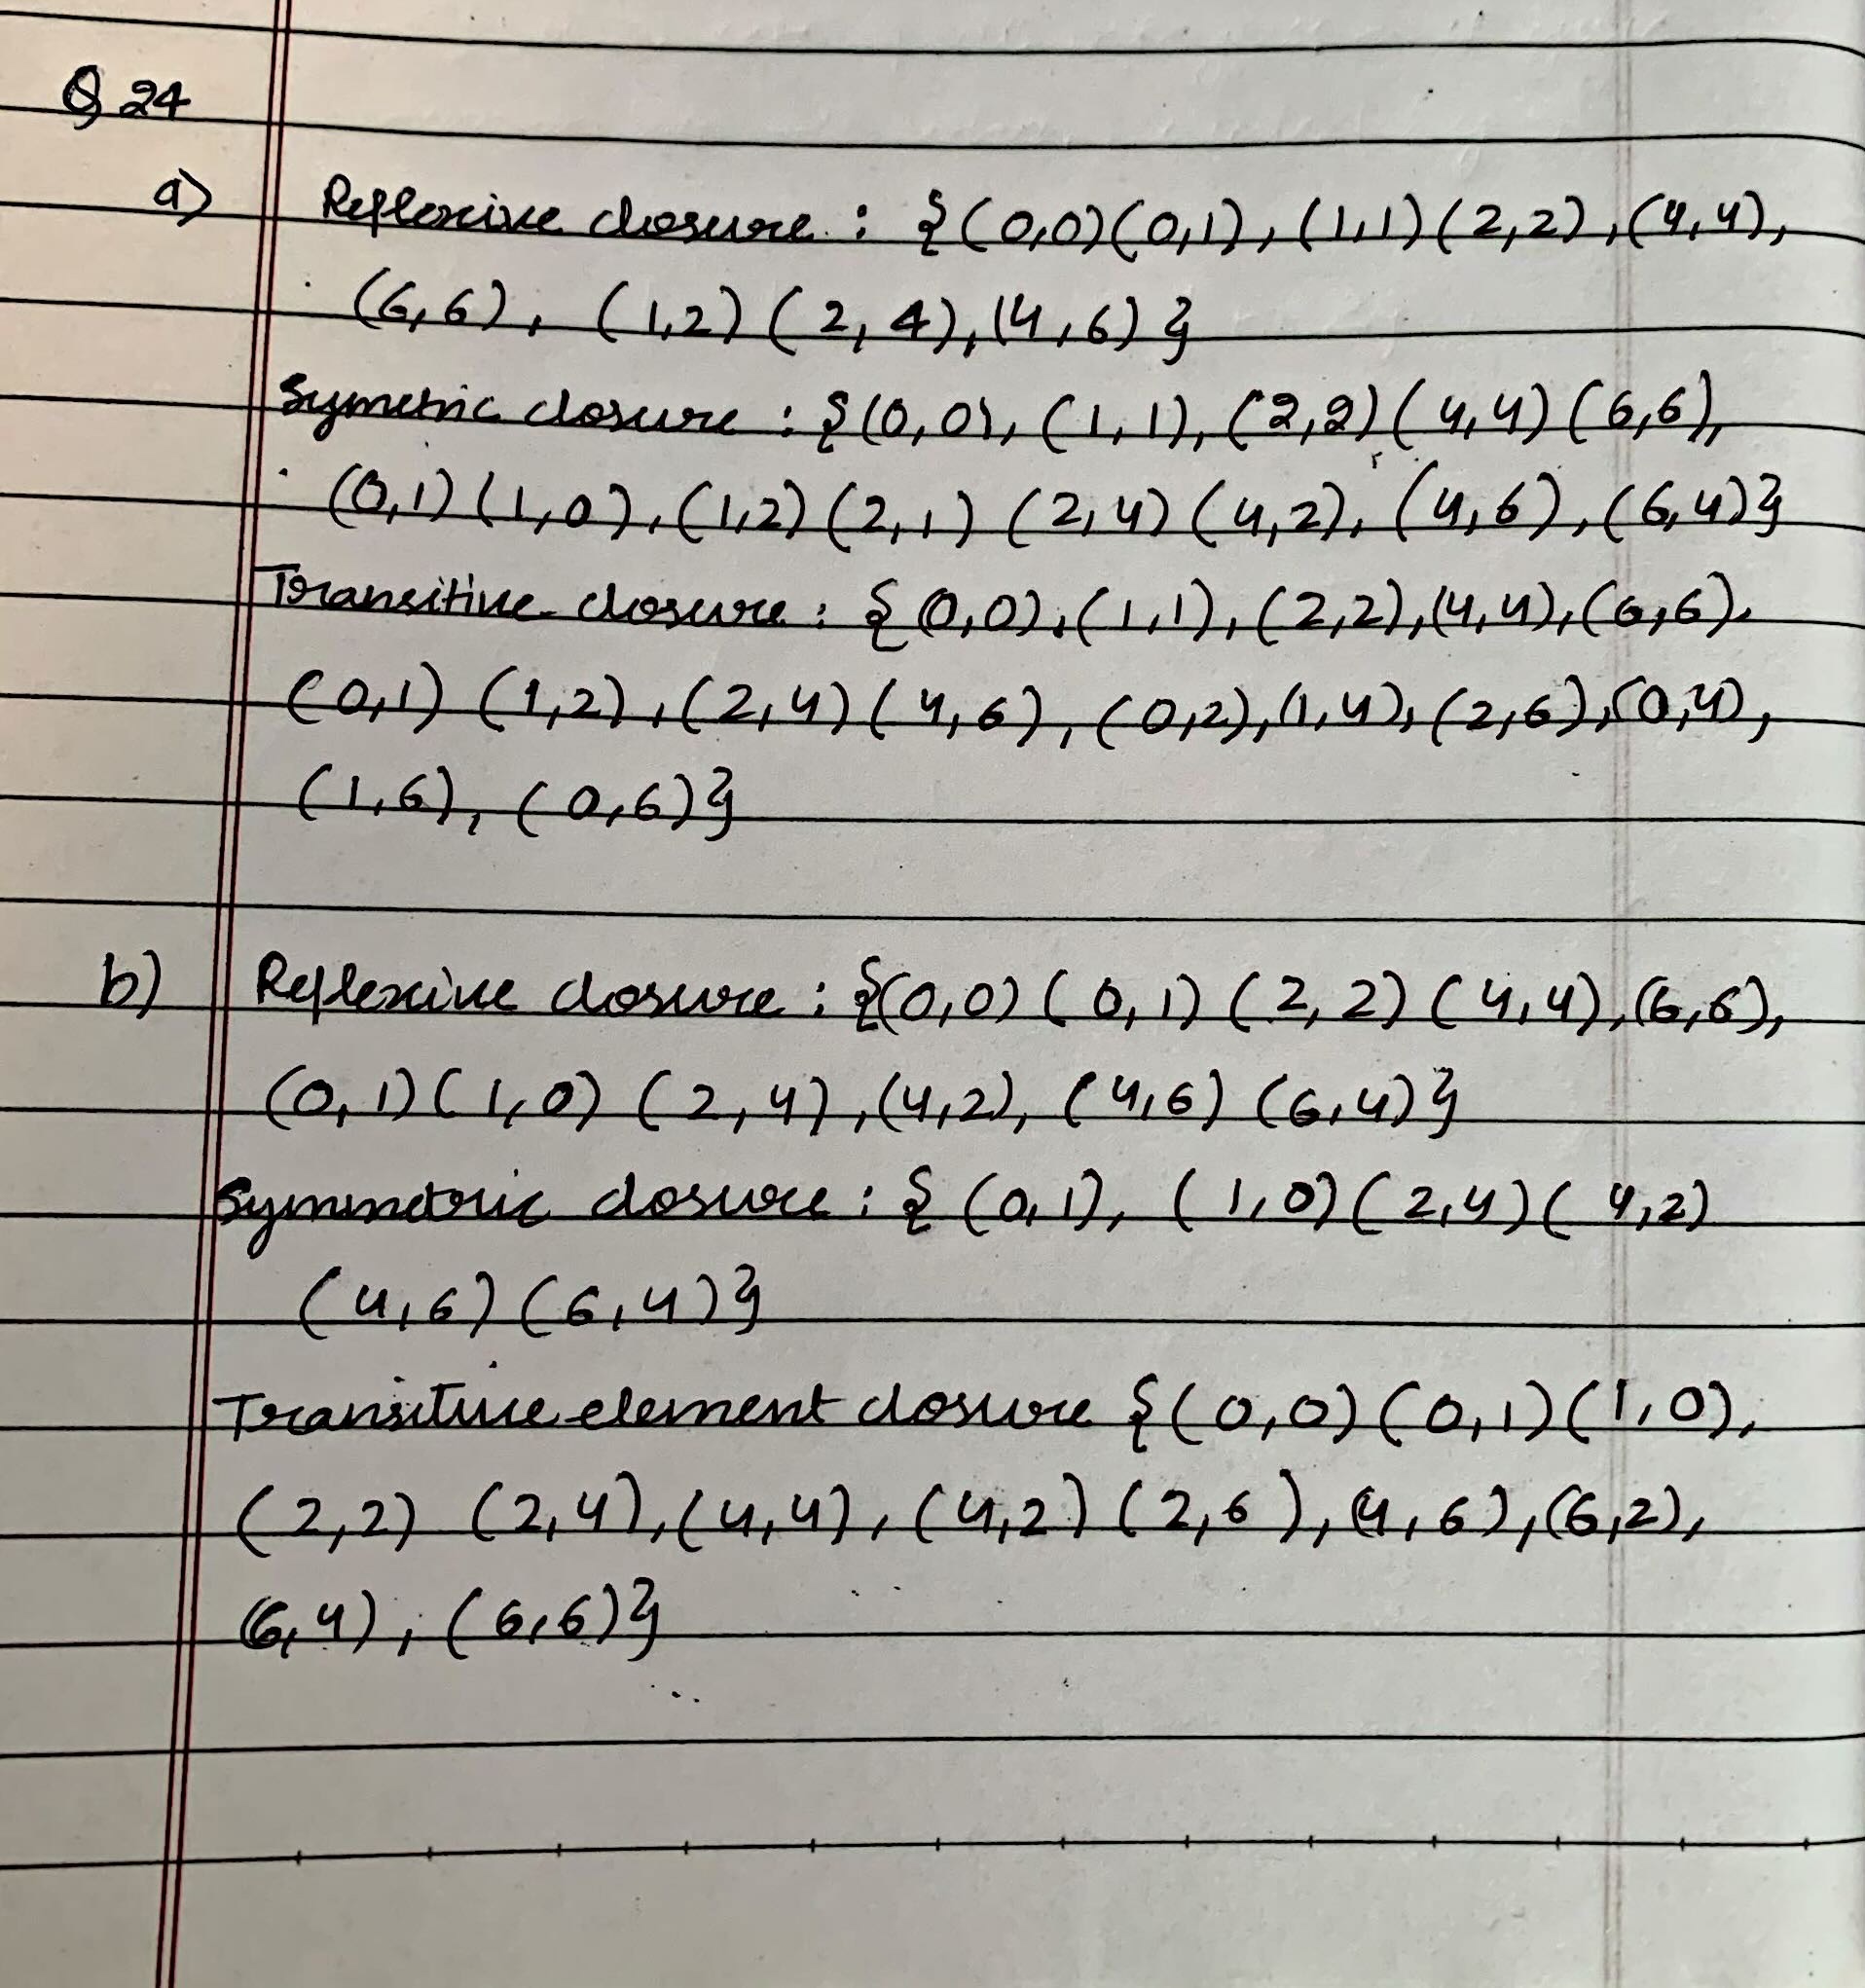 Q 24
a) Reflexive closure : {(0,0)(0,1), (1,1)(2,2), (4,4),
(6,6), (1,2)(2,4), (4,6)}
Symetric closure : {(0,0), (1,1), (2,2)(4,4)(6,6),
(0,1)(1,0), (1,2)(2,1)(2,4)(4,2), (4,6), (6,4)}
Transitive closure : {(0,0), (1,1), (2,2), (4,4), (6,6),
(0,1)(1,2), (2,4)(4,6), (0,2), (1,4), (2,6), (0,4),
(1,6), (0,6)}
b) Reflexive closure : {(0,0)(0,1)(2,2)(4,4), (6,6),
(0,1)(1,0)(2,4), (4,2), (4,6)(6,4)}
Symmetric closure : {(0,1), (1,0)(2,4)(4,2)
(4,6)(6,4)}
Transitive element closure {(0,0)(0,1)(1,0),
(2,2)(2,4), (4,4), (4,2)(2,6), (4,6), (6,2),
(6,4), (6,6)}